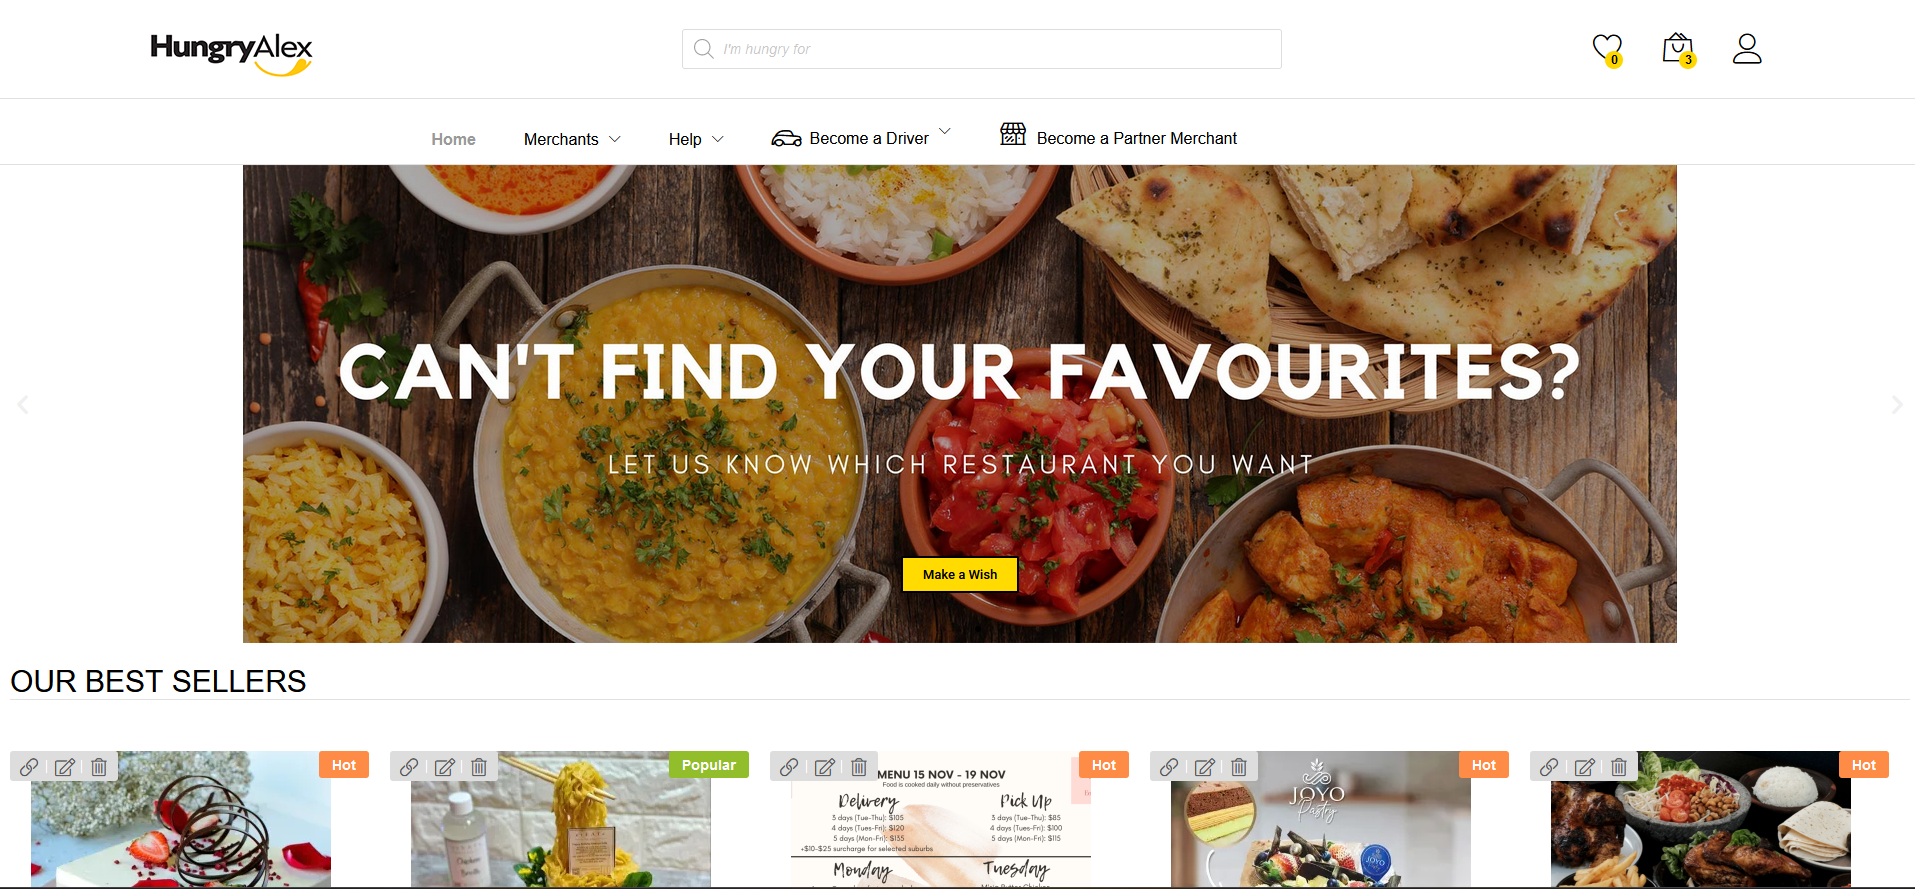 HungryAlex
I'm hungry for
0
3
Home
Merchants
Help
Become a Driver
Become a Partner Merchant
CAN'T FIND YOUR FAVOURITES?
LET US KNOW WHICH RESTAURANT YOU WANT
Make a Wish
OUR BEST SELLERS
Hot
Popular
Hot
Hot
Hot
MENU 15 NOV - 19 NOV
Food is cooked daily without preservatives
Delivery
3 days (Tue-Thu): $105
4 days (Tues-Fri): $120
5 days (Mon-Fri): $135
+$10-$25 surcharge for selected suburbs
Pick Up
3 days (Tue-Thu): $85
4 days (Tues-Fri): $100
5 days (Mon-Fri): $115
Monday
Tuesday
JOYO
Pastry
JOYO